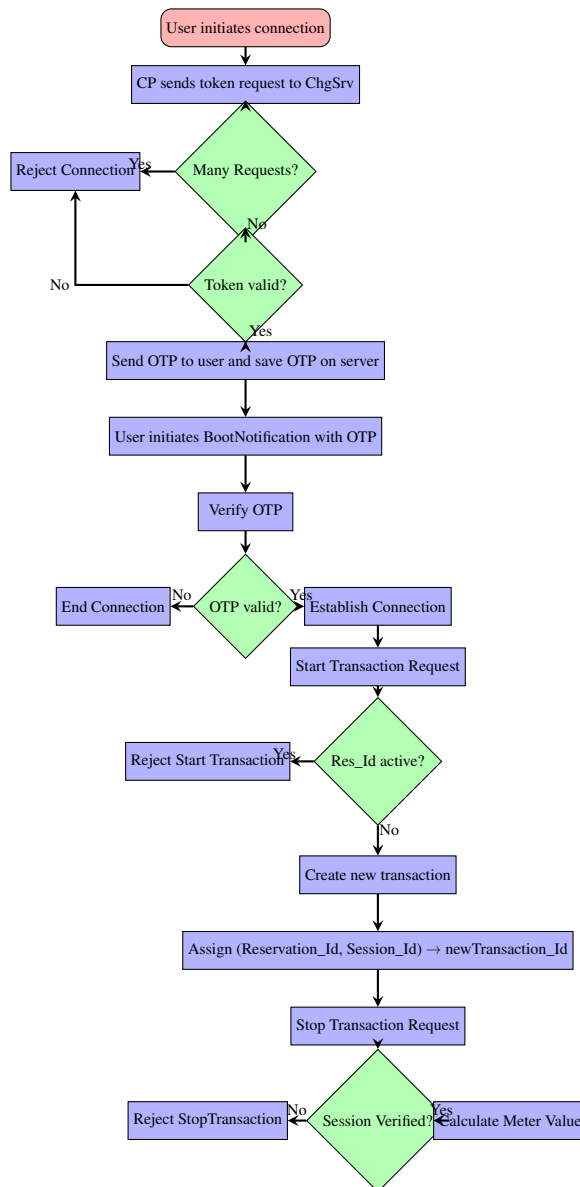 User initiates connection
CP sends token request to ChgSrv
Many Requests?
Yes
Reject Connection
No
Token valid?
No
Yes
Send OTP to user and save OTP on server
User initiates BootNotification with OTP
Verify OTP
OTP valid?
No
End Connection
Yes
Establish Connection
Start Transaction Request
Res_Id active?
Yes
Reject Start Transaction
No
Create new transaction
Assign (Reservation_Id, Session_Id) → newTransaction_Id
Stop Transaction Request
Session Verified?
No
Reject StopTransaction
Yes
Calculate Meter Value